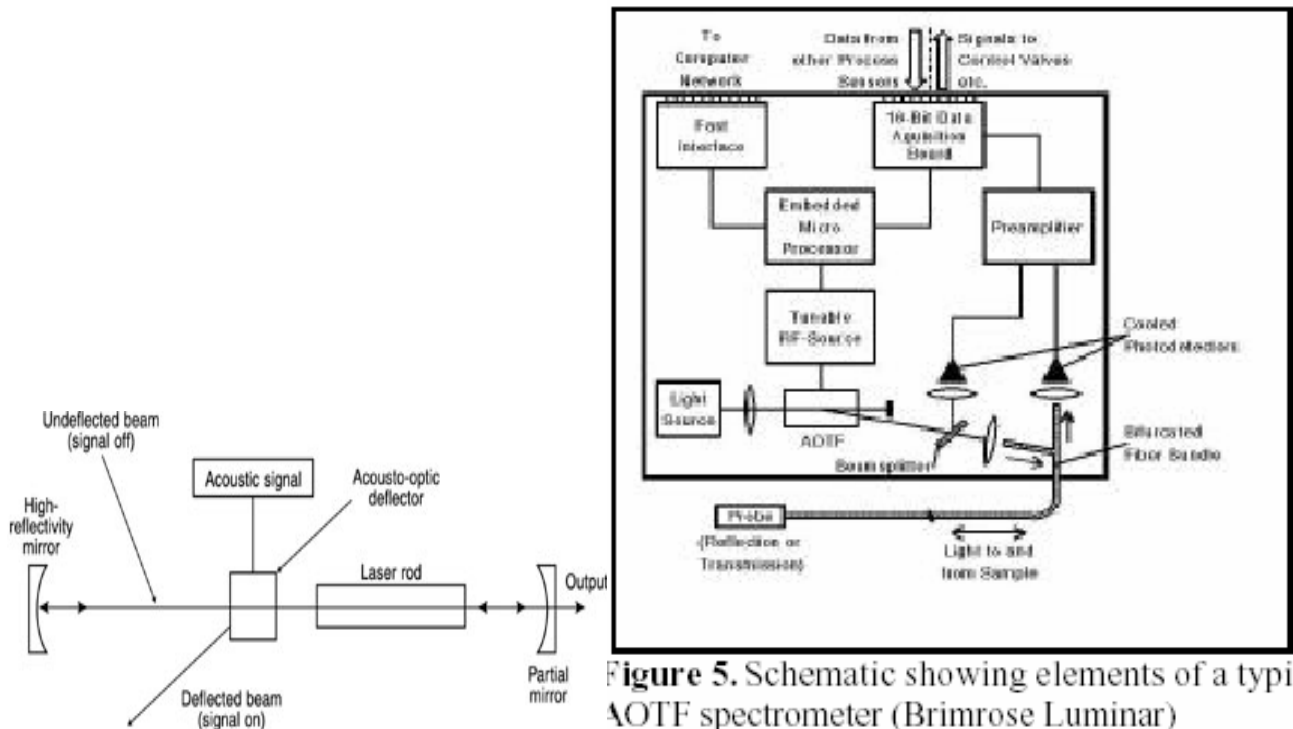 Undeflected beam
(signal off)
Acoustic signal
Acousto-optic
deflector
High-
reflectivity
mirror
Laser rod
Output
Partial
mirror
Deflected beam
(signal on)
To
Computer
Network
Data from
other Process
Sensors
Signals to
Control Valves
etc.
Fast
Interface
16-Bit Data
Aquisition
Board
Embedded
Micro
Processor
Preamplifier
Tunable
RF-Source
Cooled
Photodetectors
Light
Source
AOTF
Beamsplitter
Bifurcated
Fiber Bundle
Probe
(Reflection or
Transmission)
Light to and
from Sample
Figure 5. Schematic showing elements of a typi
AOTF spectrometer (Brimrose Luminar)